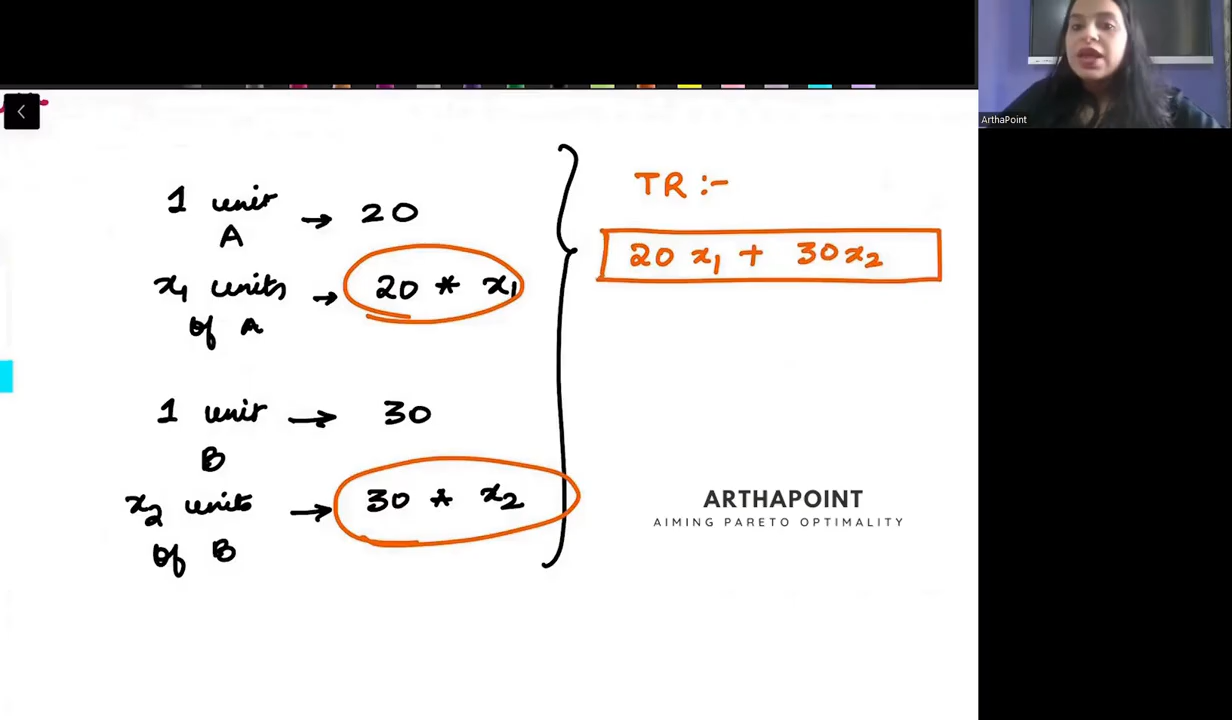 1 unit → 20
A
x₁ units → 20 * x₁
of A
1 unit → 30
B
x₂ units → 30 * x₂
of B
TR :-
20 x₁ + 30x₂
ARTHAPOINT
AIMING PARETO OPTIMALITY
ArthaPoint